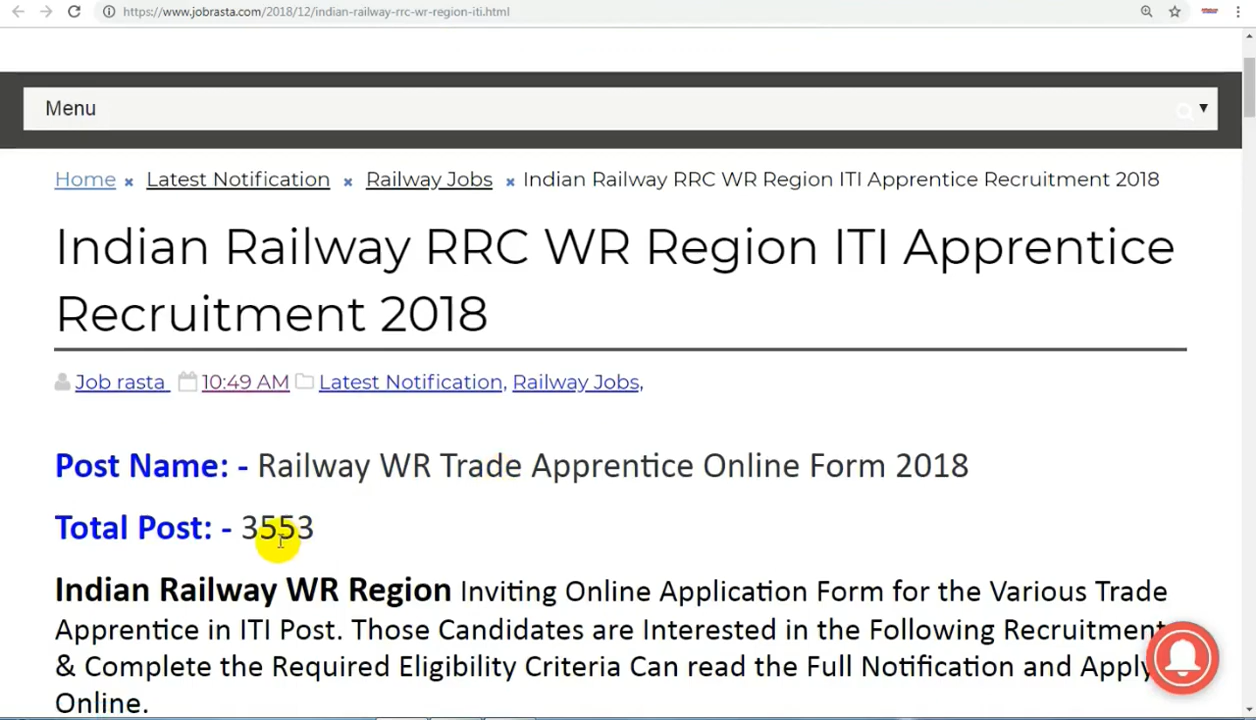 https://www.jobrasta.com/2018/12/indian-railway-rrc-wr-region-iti.html
Menu
Home × Latest Notification × Railway Jobs × Indian Railway RRC WR Region ITI Apprentice Recruitment 2018
Indian Railway RRC WR Region ITI Apprentice
Recruitment 2018
Job rasta 10:49 AM Latest Notification, Railway Jobs,
Post Name: - Railway WR Trade Apprentice Online Form 2018
Total Post: - 3553
Indian Railway WR Region Inviting Online Application Form for the Various Trade
Apprentice in ITI Post. Those Candidates are Interested in the Following Recruitment
& Complete the Required Eligibility Criteria Can read the Full Notification and Apply
Online.